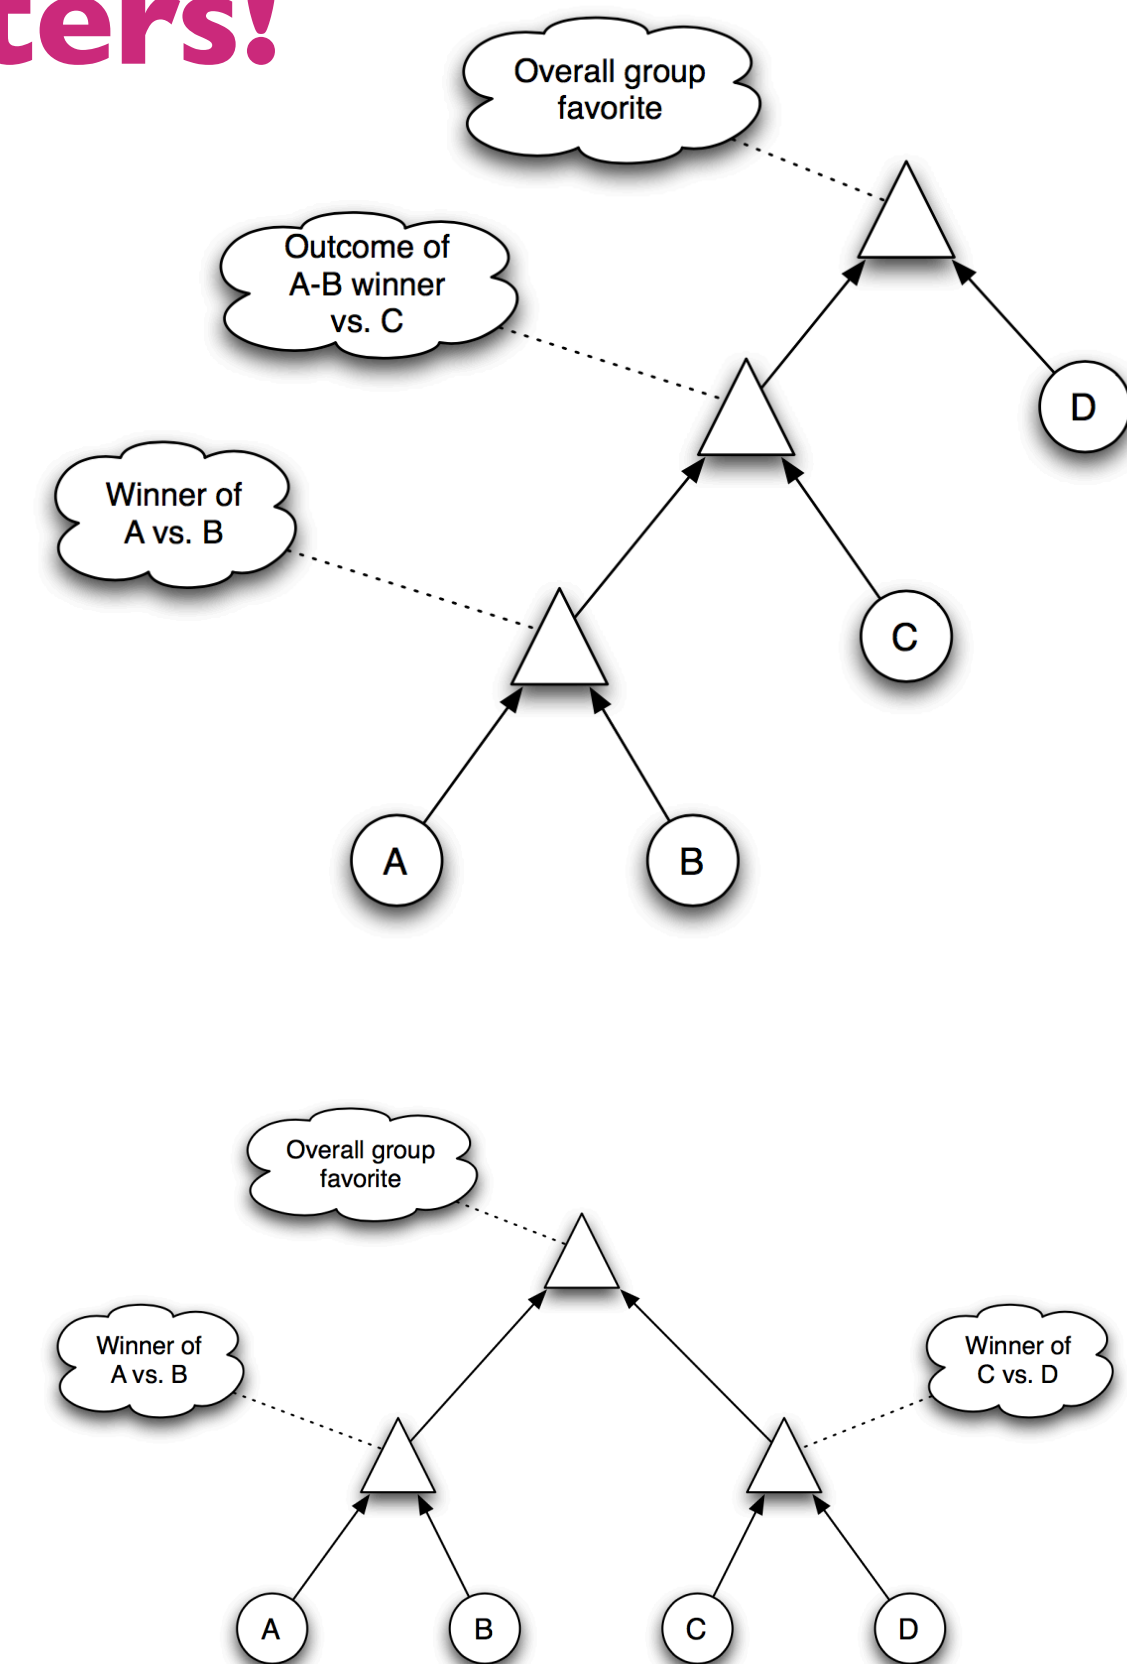 ters!
Overall group
favorite
Outcome of
A-B winner
vs. C
D
Winner of
A vs. B
C
A
B
Overall group
favorite
Winner of
A vs. B
Winner of
C vs. D
A
B
C
D